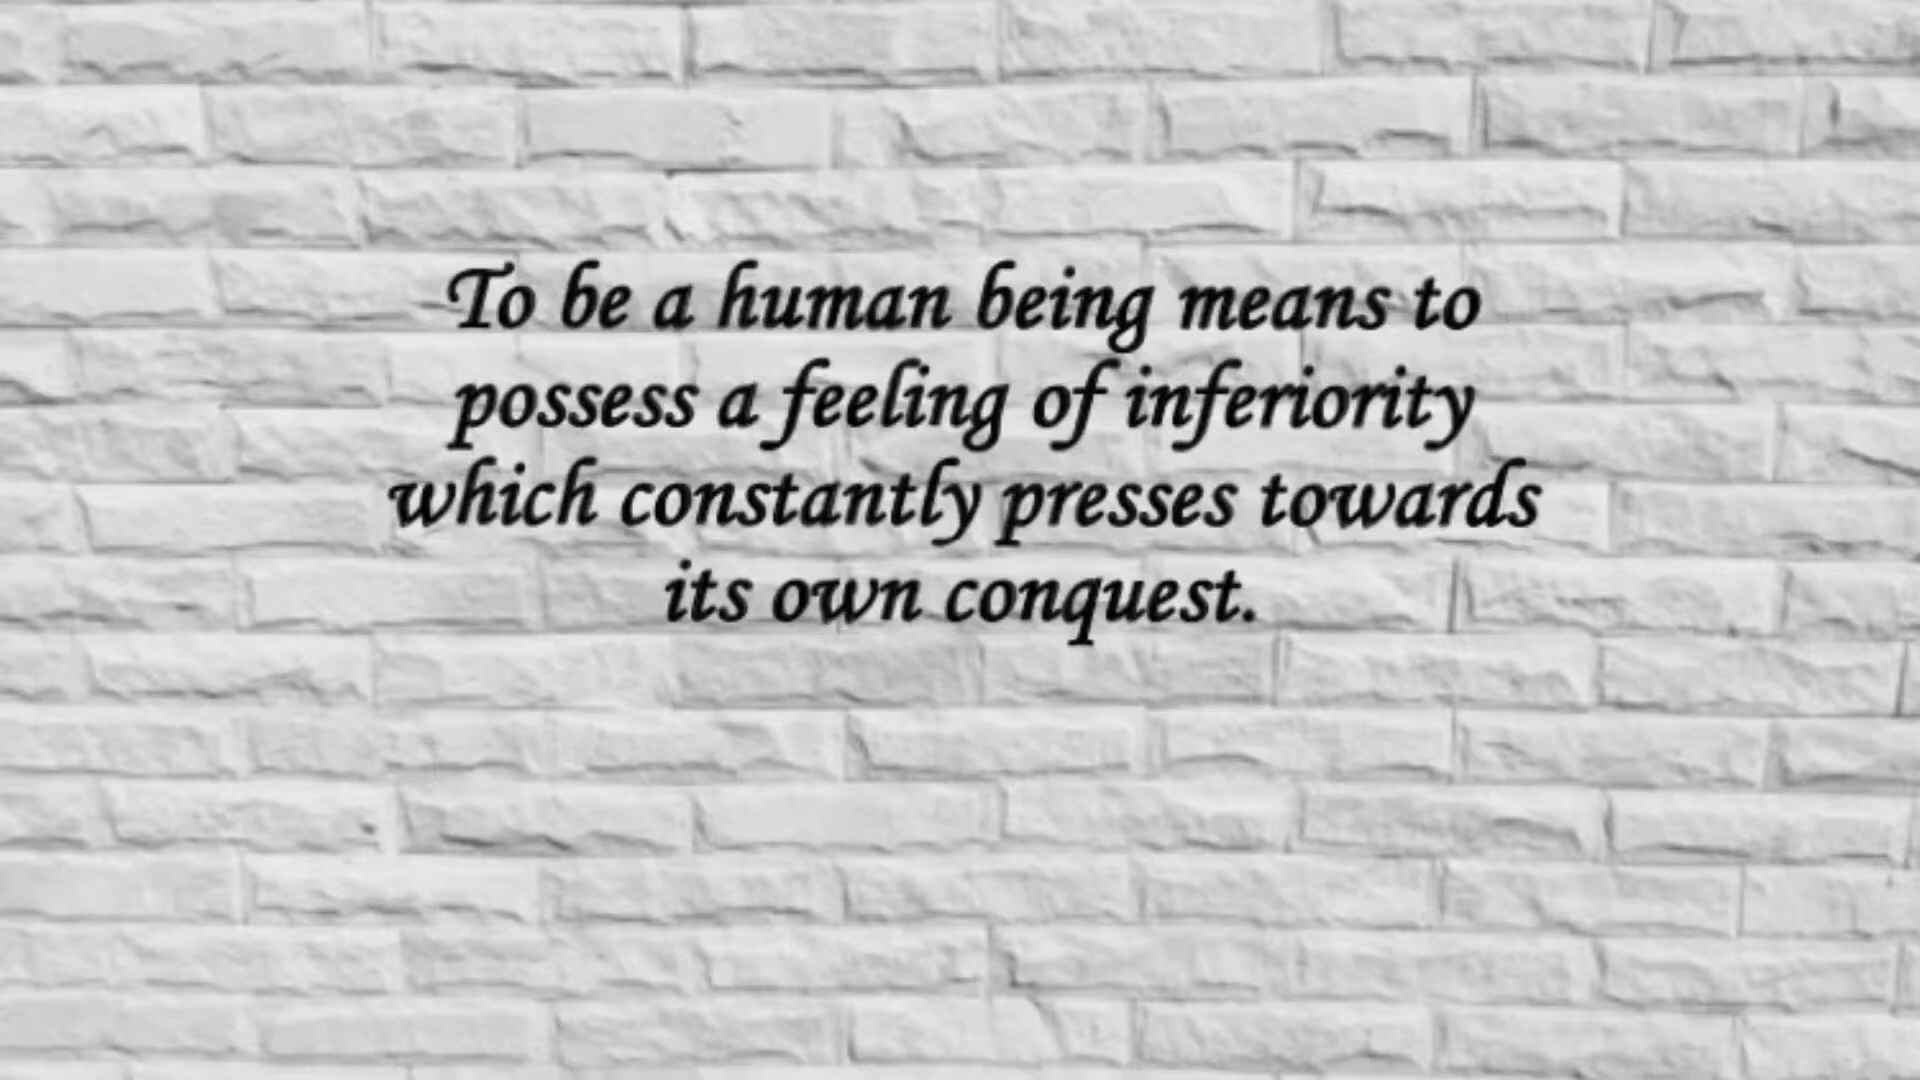 To be a human being means to
possess a feeling of inferiority
which constantly presses towards
its own conquest.